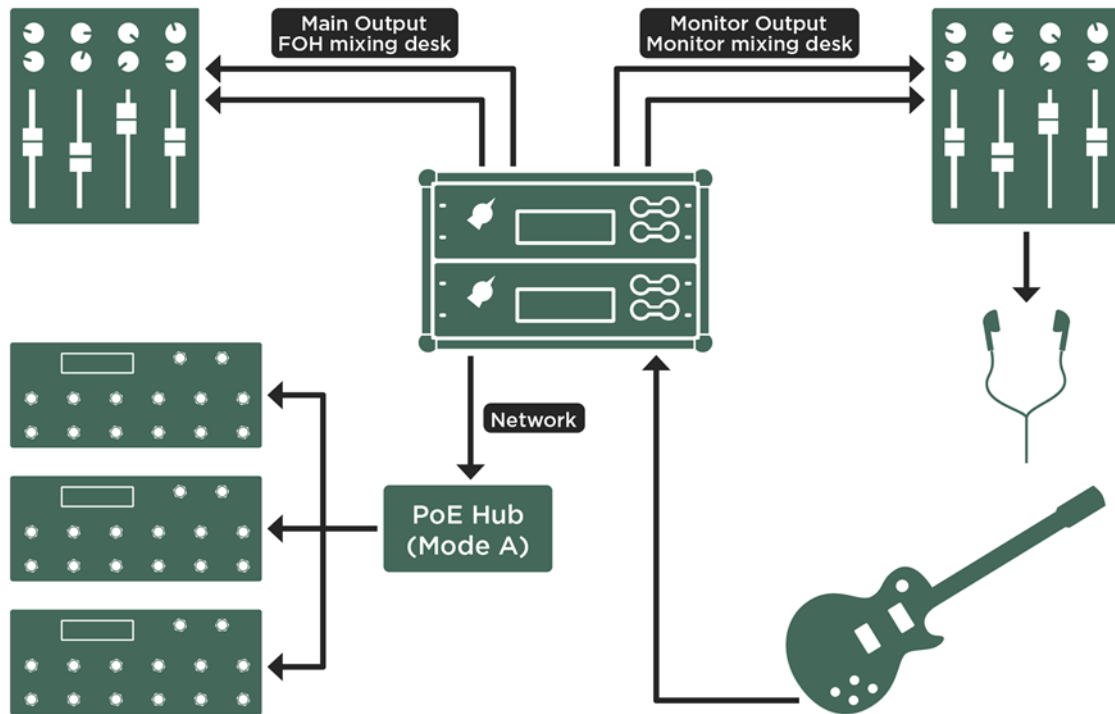 Main Output
FOH mixing desk
Monitor Output
Monitor mixing desk
Network
PoE Hub
(Mode A)